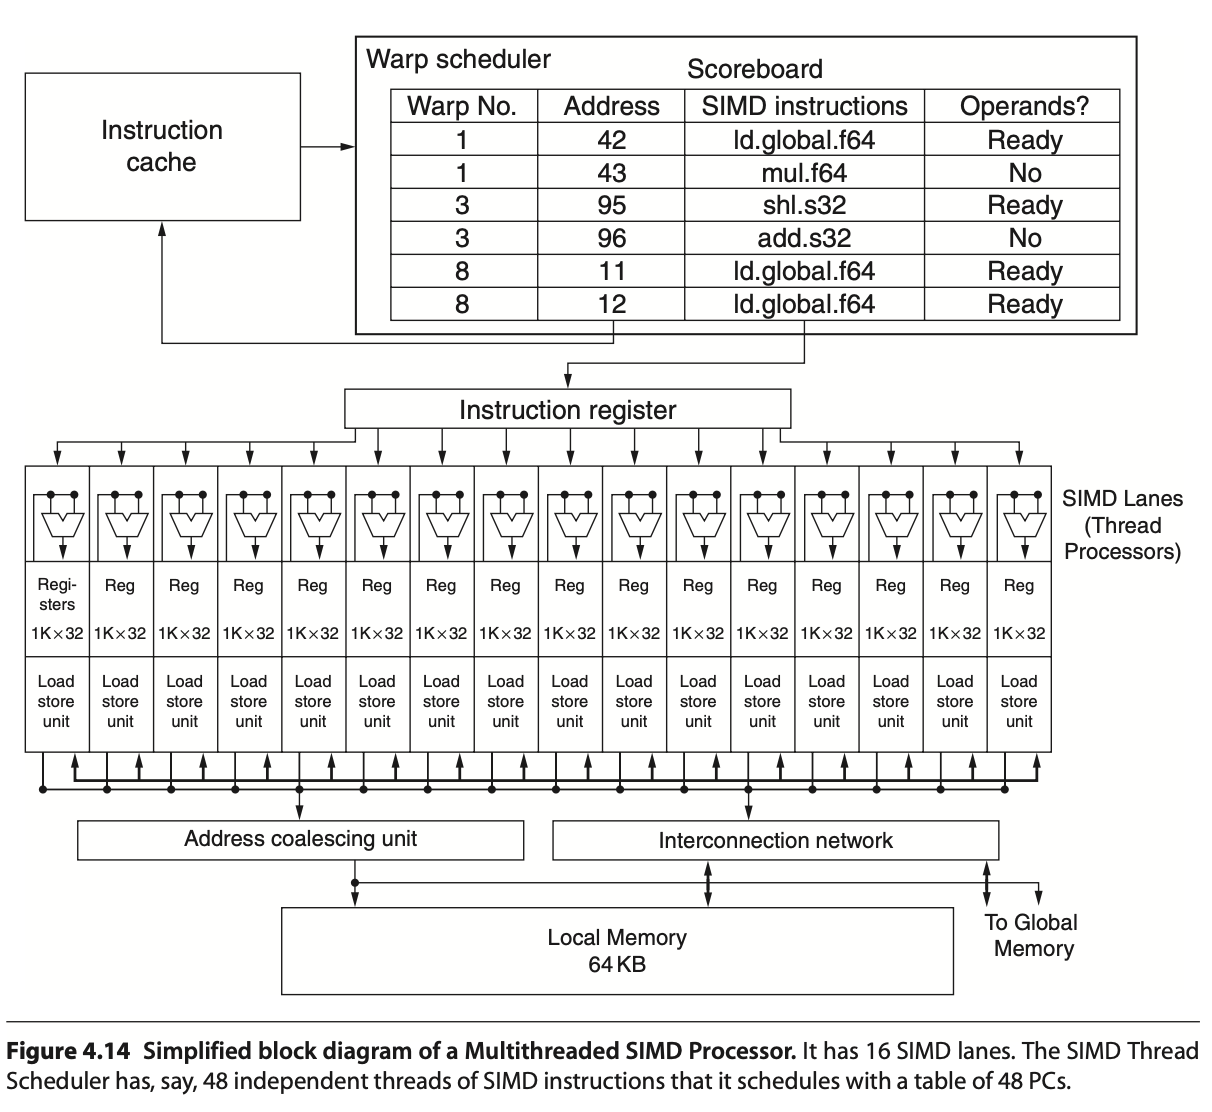 Warp scheduler
Scoreboard
Warp No. Address SIMD instructions Operands?
1 42 ld.global.f64 Ready
1 43 mul.f64 No
3 95 shl.s32 Ready
3 96 add.s32 No
8 11 ld.global.f64 Ready
8 12 ld.global.f64 Ready
Instruction
cache
Instruction register
SIMD Lanes
(Thread
Processors)
Regi- Reg Reg Reg Reg Reg Reg Reg Reg Reg Reg Reg Reg Reg Reg Reg
sters
1K×32 1K×32 1K×32 1K×32 1K×32 1K×32 1K×32 1K×32 1K×32 1K×32 1K×32 1K×32 1K×32 1K×32 1K×32 1K×32
Load Load Load Load Load Load Load Load Load Load Load Load Load Load Load Load
store store store store store store store store store store store store store store store store
unit unit unit unit unit unit unit unit unit unit unit unit unit unit unit unit
Address coalescing unit
Interconnection network
Local Memory
64 KB
To Global
Memory
Figure 4.14 Simplified block diagram of a Multithreaded SIMD Processor. It has 16 SIMD lanes. The SIMD Thread
Scheduler has, say, 48 independent threads of SIMD instructions that it schedules with a table of 48 PCs.